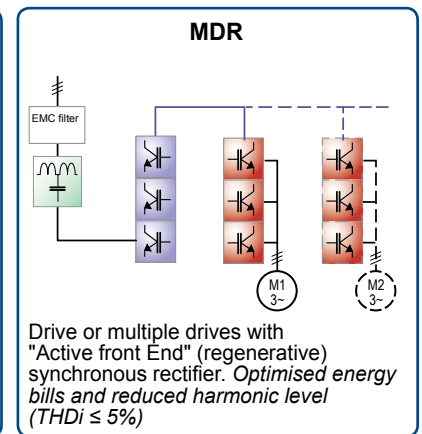 MDR
EMC filter
M1
3~
M2
3~
Drive or multiple drives with
"Active front End" (regenerative)
synchronous rectifier. Optimised energy
bills and reduced harmonic level
(THDi ≤ 5%)